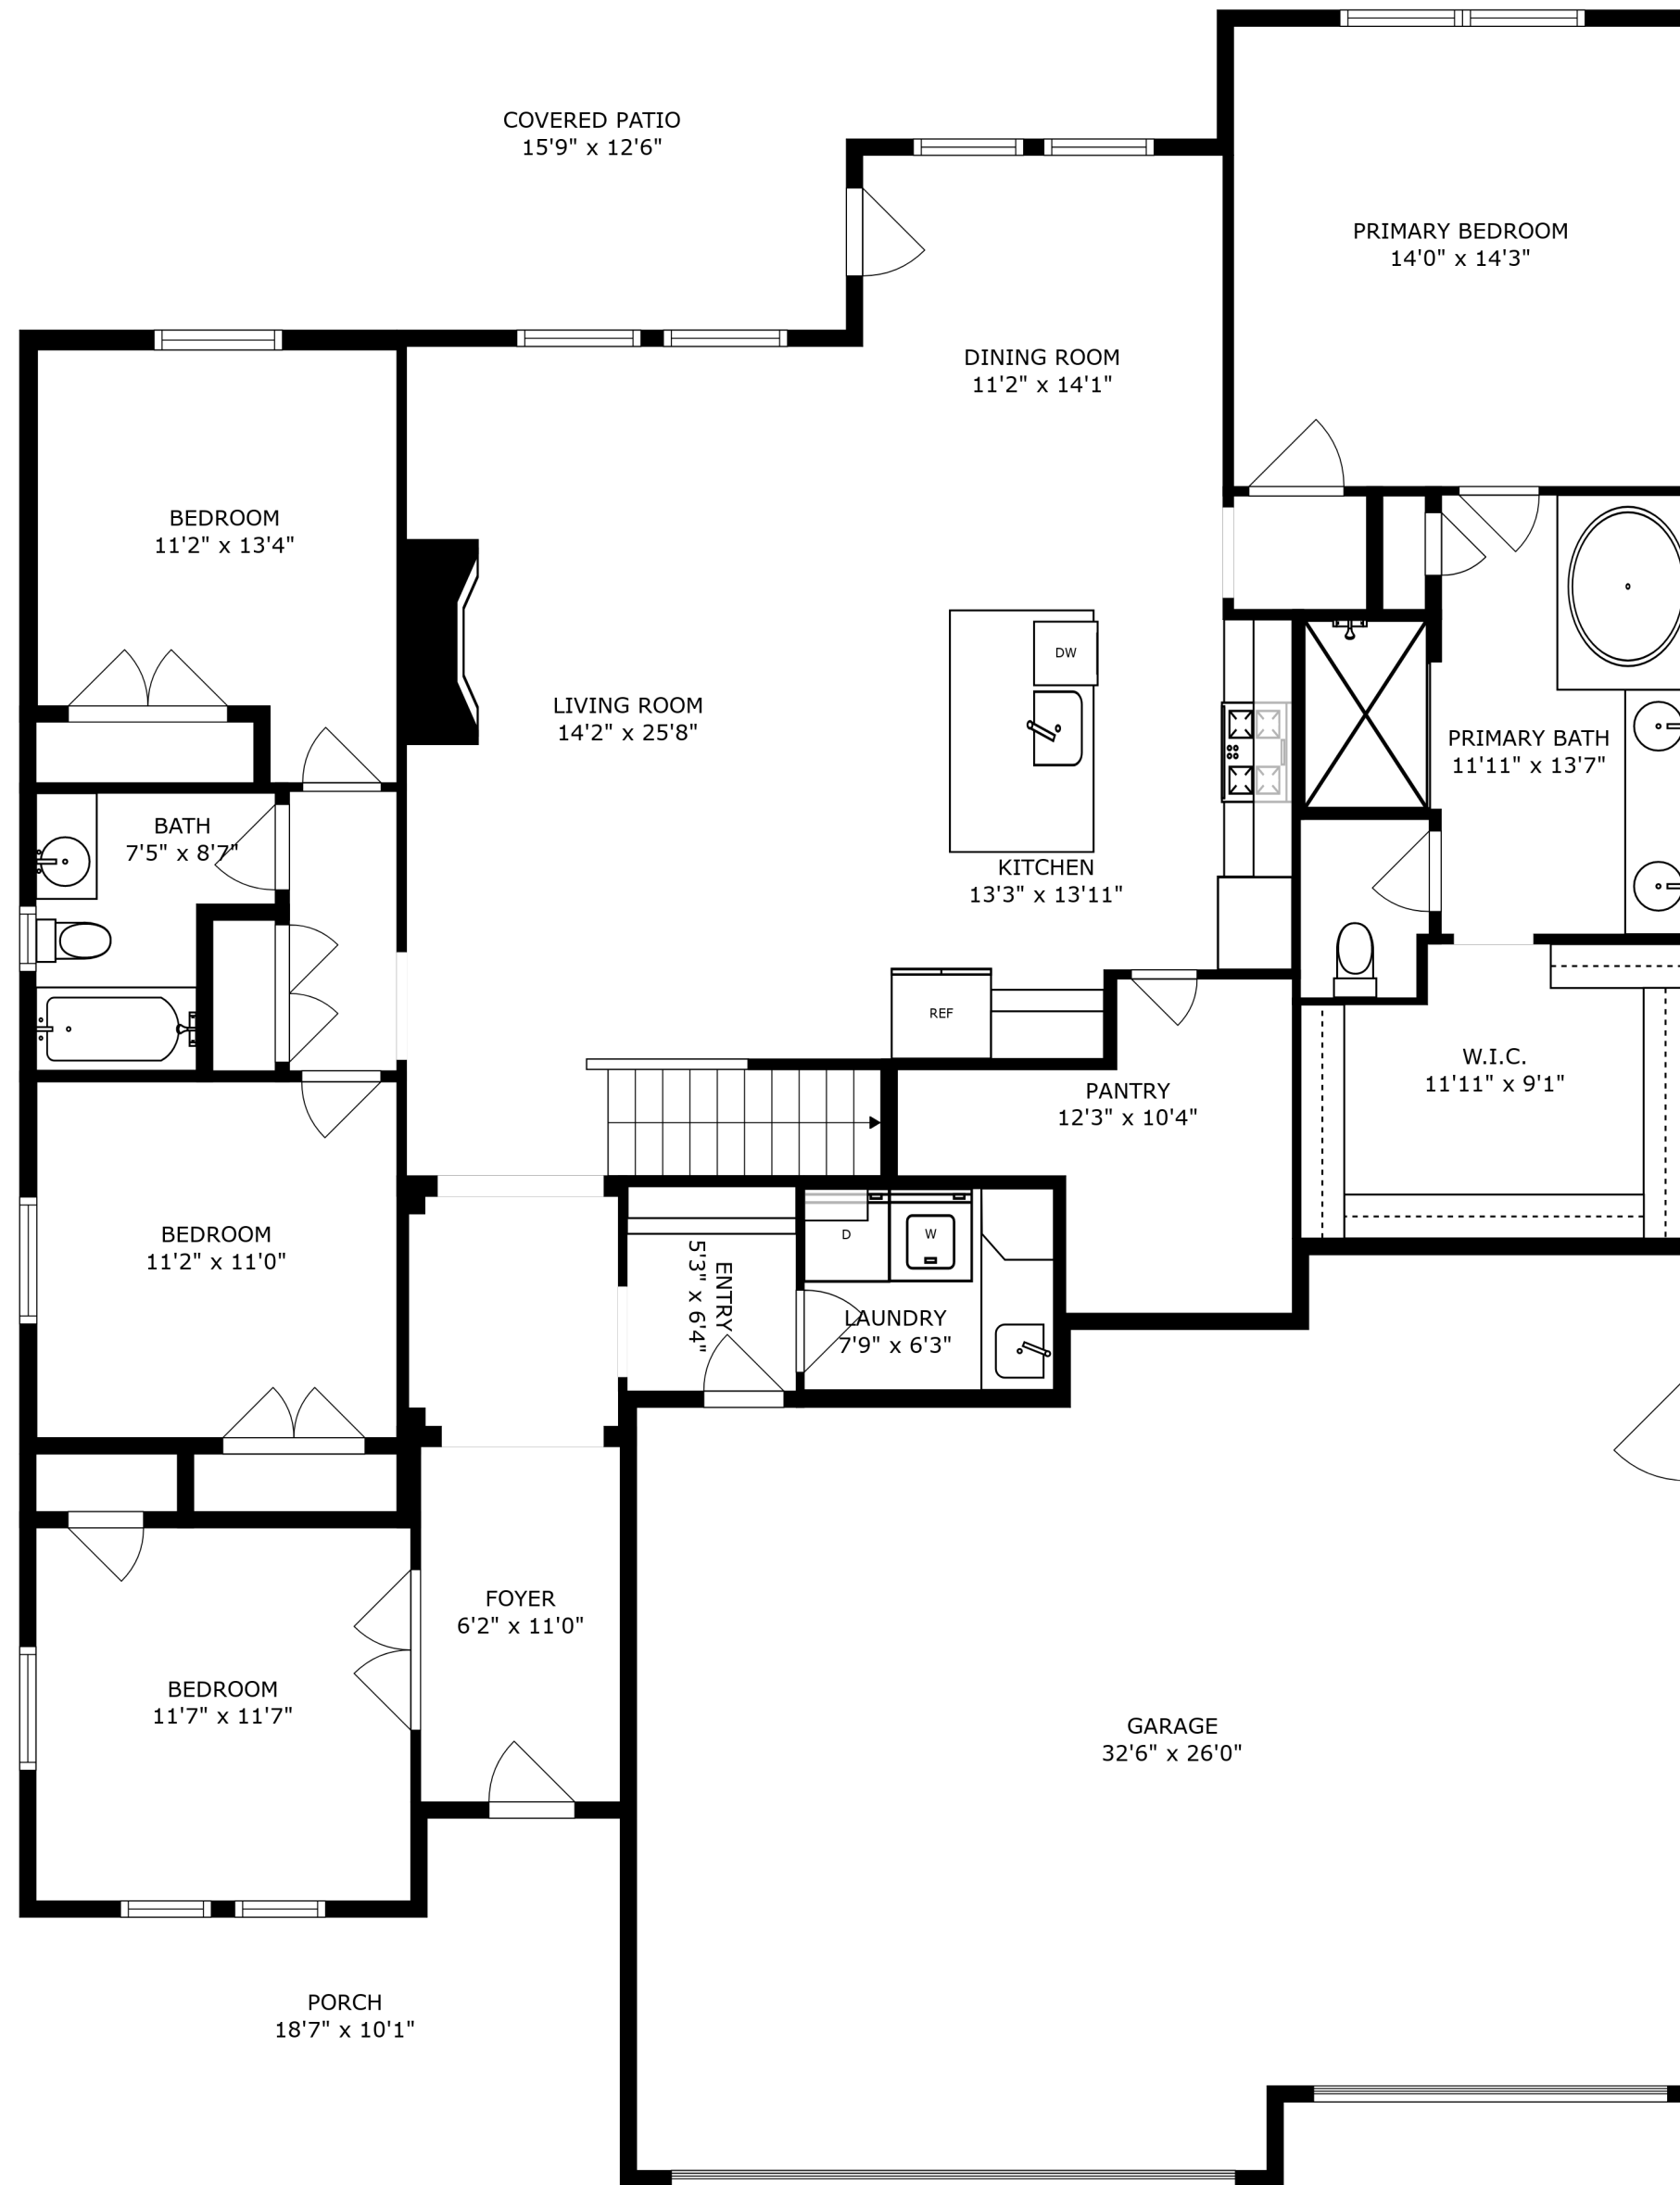 COVERED PATIO
15'9" x 12'6"
PRIMARY BEDROOM
14'0" x 14'3"
DINING ROOM
11'2" x 14'1"
BEDROOM
11'2" x 13'4"
DW
LIVING ROOM
14'2" x 25'8"
PRIMARY BATH
11'11" x 13'7"
BATH
7'5" x 8'7"
KITCHEN
13'3" x 13'11"
REF
W.I.C.
11'11" x 9'1"
PANTRY
12'3" x 10'4"
BEDROOM
11'2" x 11'0"
ENTRY
5'3" x 6'4"
D
W
LAUNDRY
7'9" x 6'3"
FOYER
6'2" x 11'0"
BEDROOM
11'7" x 11'7"
GARAGE
32'6" x 26'0"
PORCH
18'7" x 10'1"